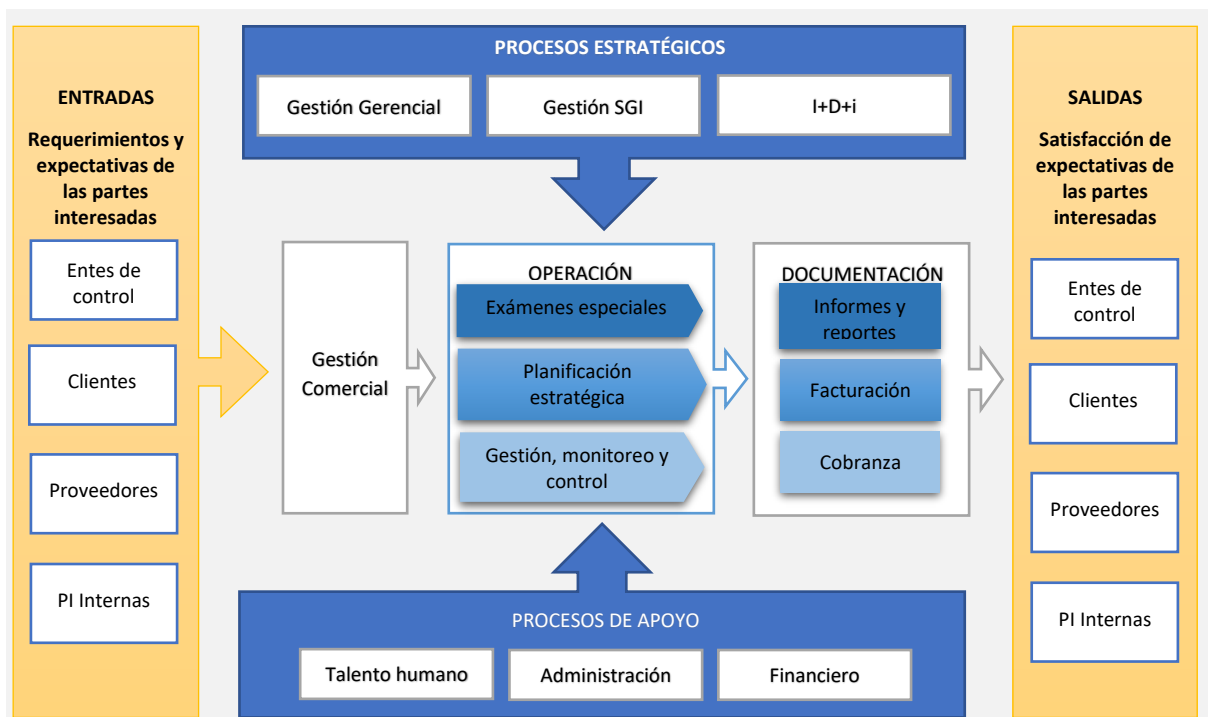 ENTRADAS
Requerimientos y
expectativas de
las partes
interesadas
Entes de
control
Clientes
Proveedores
PI Internas
PROCESOS ESTRATÉGICOS
Gestión Gerencial
Gestión SGI
I+D+i
Gestión
Comercial
OPERACIÓN
Exámenes especiales
Planificación
estratégica
Gestión, monitoreo y
control
DOCUMENTACIÓN
Informes y
reportes
Facturación
Cobranza
PROCESOS DE APOYO
Talento humano
Administración
Financiero
SALIDAS
Satisfacción de
expectativas de
las partes
interesadas
Entes de
control
Clientes
Proveedores
PI Internas